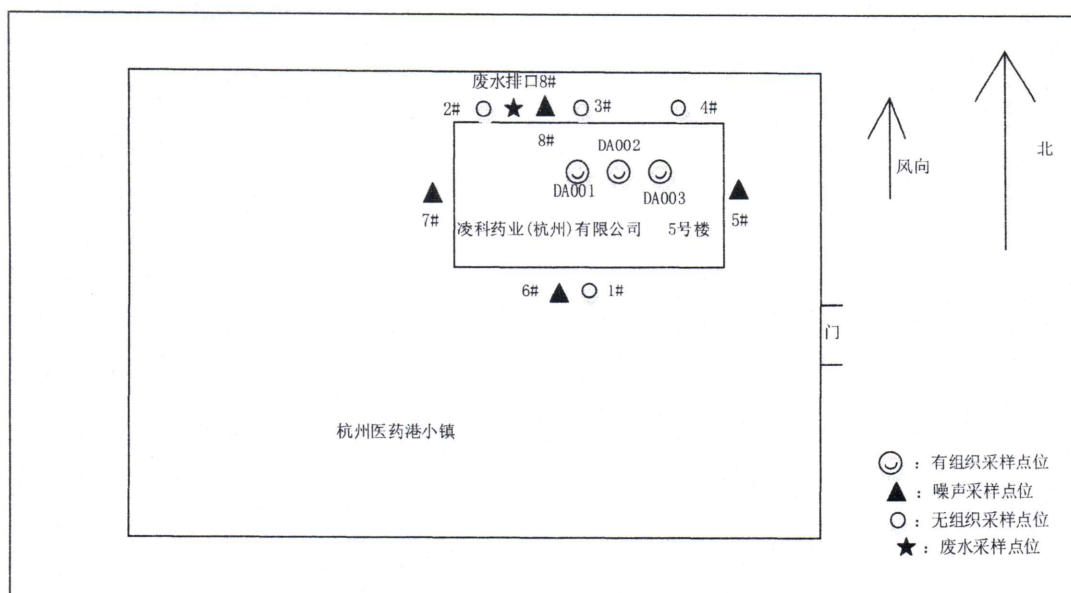 废水排口8#
2#
3#
4#
8#
DA002
DA001
DA003
7#
5#
凌科药业(杭州)有限公司 5号楼
6#
1#
风向
北
门
杭州医药港小镇
：有组织采样点位
：噪声采样点位
：无组织采样点位
：废水采样点位